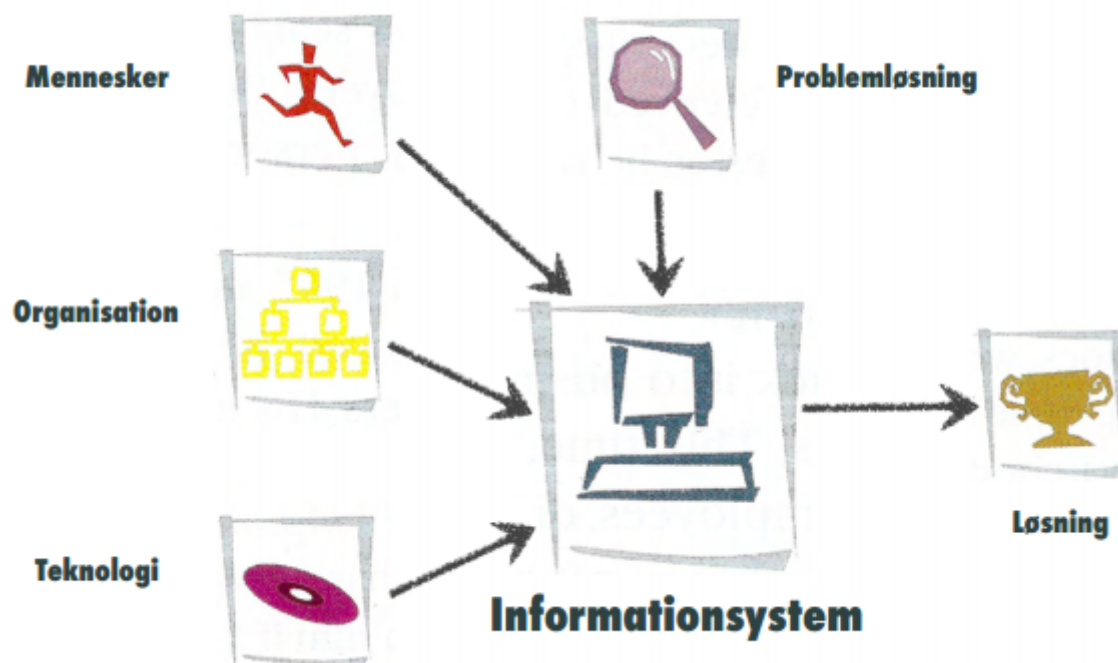 Mennesker
Problemløsning
Organisation
Løsning
Teknologi
Informationsystem